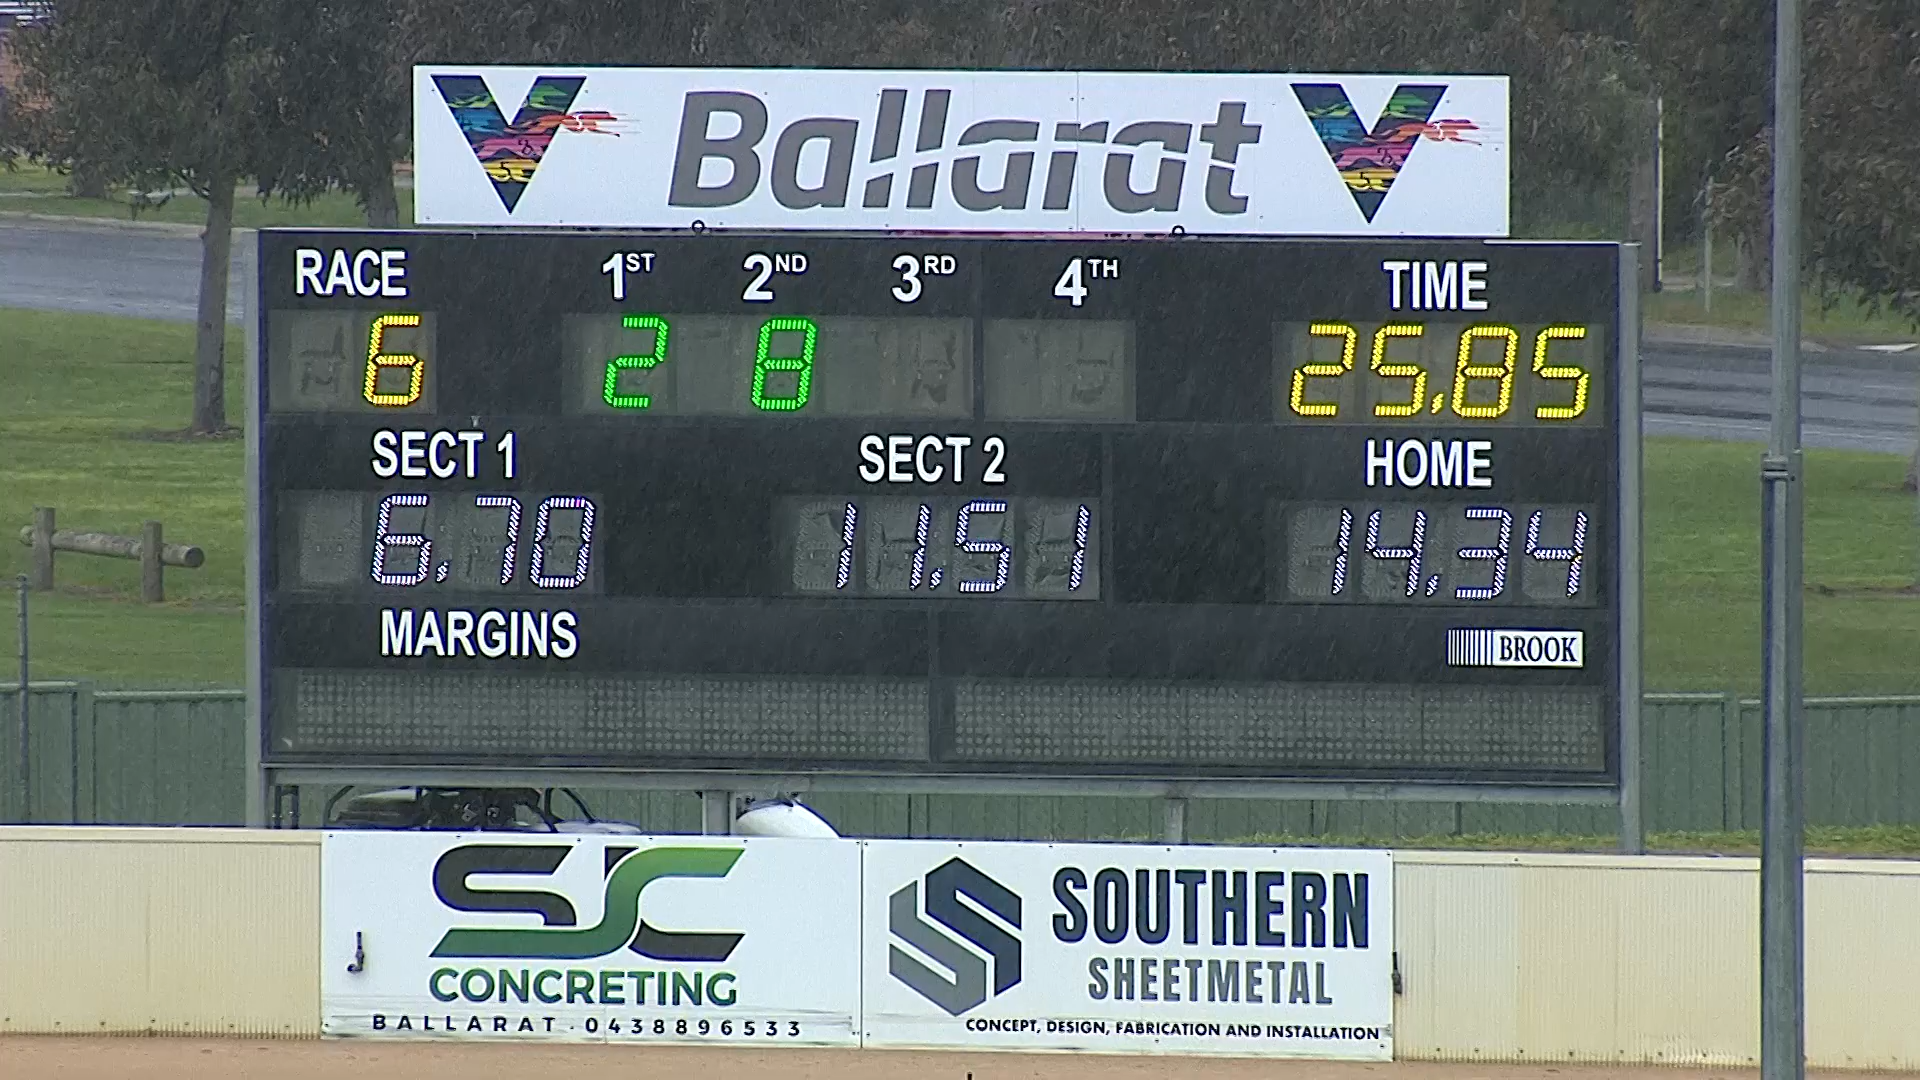 Ballarat
RACE 1ST 2ND 3RD 4TH TIME
6 2 8 25.85
SECT 1 SECT 2 HOME
6.70 11.51 14.34
MARGINS
BROOK
SJC
CONCRETING
BALLARAT - 0438896533
SOUTHERN
SHEETMETAL
CONCEPT, DESIGN, FABRICATION AND INSTALLATION